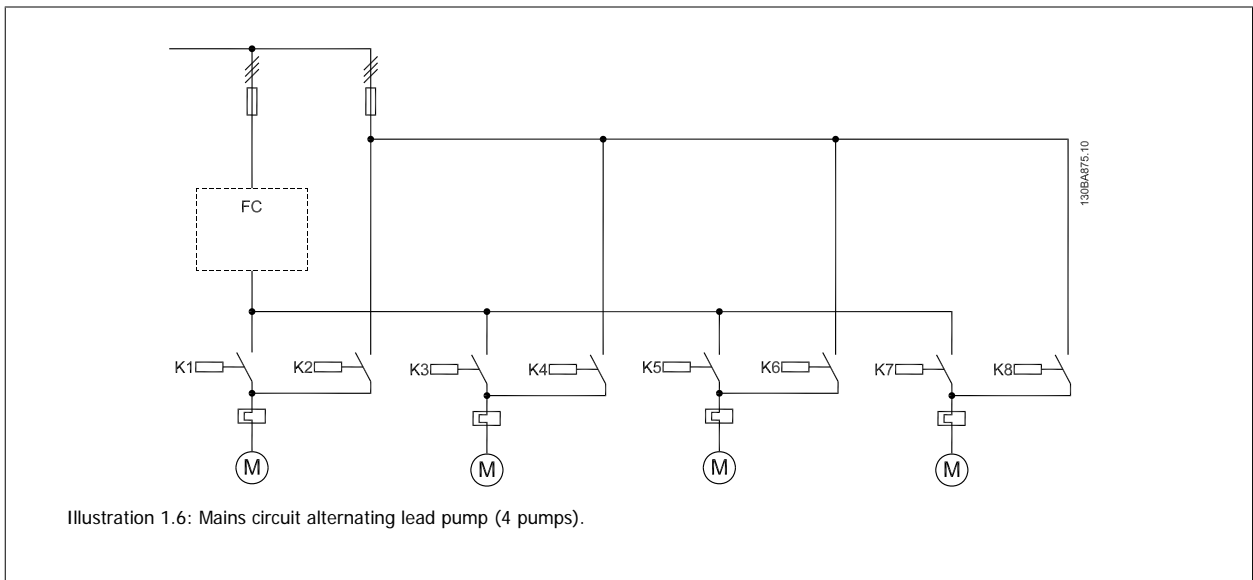 FC
130BA875.10
K1 K2 K3 K4 K5 K6 K7 K8
M M M M
Illustration 1.6: Mains circuit alternating lead pump (4 pumps).